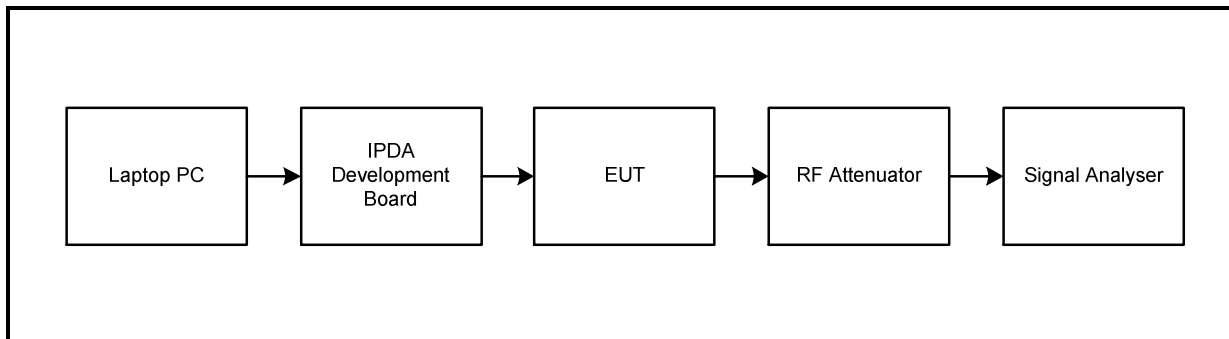 Laptop PC
IPDA
Development
Board
EUT
RF Attenuator
Signal Analyser